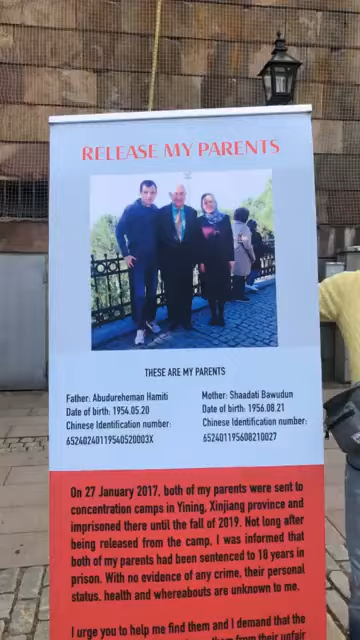 RELEASE MY PARENTS
THESE ARE MY PARENTS
Father: Abudureheman Hamiti
Date of birth: 1954.05.20
Chinese Identification number:
65240240119540520003X
Mother: Shaadati Bawudun
Date of birth: 1956.08.21
Chinese Identification number:
652401195608210027
On 27 January 2017, both of my parents were sent to
concentration camps in Yining, Xinjiang province and
imprisoned there until the fall of 2019. Not long after
being released from the camp, I was informed that
both of my parents had been sentenced to 18 years in
prison. With no evidence of any crime, their personal
status, health and whereabouts are unknown to me.
I urge you to help me find them and I demand that the
them from their unfair